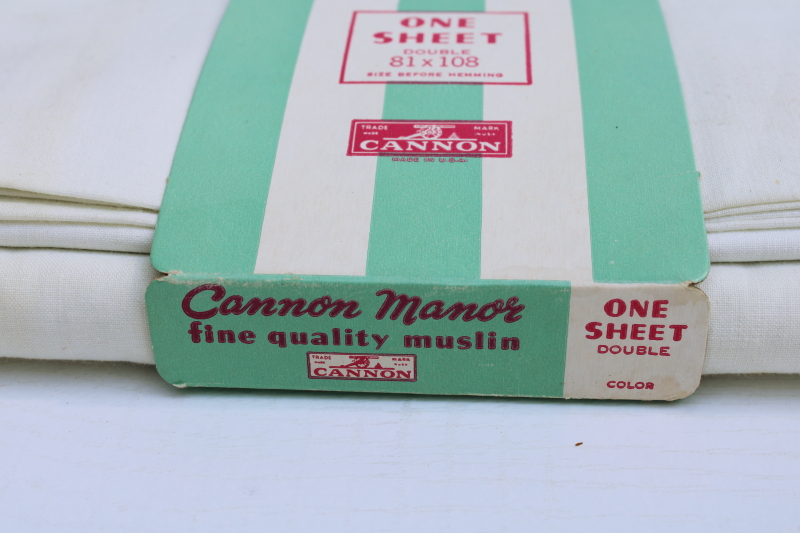 ONE
SHEET
DOUBLE
81 x 108
SIZE BEFORE HEMMING
TRADE MARK
CANNON
MADE IN U.S.A.
Cannon Manor
fine quality muslin
TRADE MARK
CANNON
ONE
SHEET
DOUBLE
COLOR